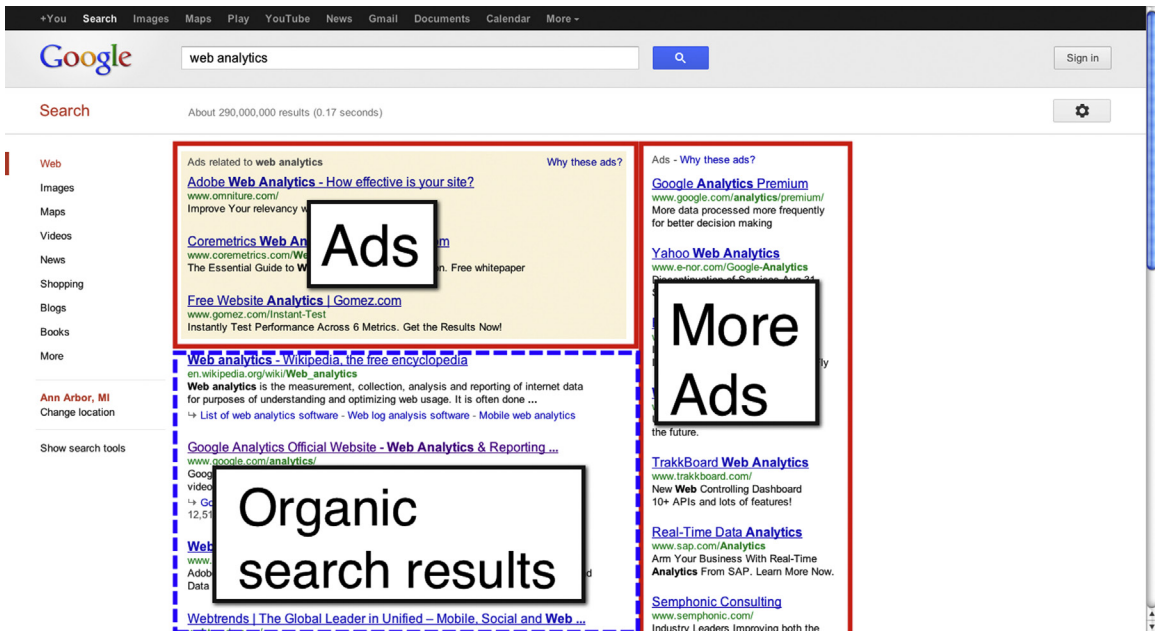 +You Search Images Maps Play YouTube News Gmail Documents Calendar More
Google
web analytics
Sign in
Search
About 290,000,000 results (0.17 seconds)
Web
Images
Maps
Videos
News
Shopping
Blogs
Books
More
Ann Arbor, MI
Change location
Show search tools
Ads related to web analytics
Why these ads?
Adobe Web Analytics - How effective is your site?
www.omniture.com/
Improve Your relevancy
Coremetrics Web
www.coremetrics.com/
The Essential Guide to
Free whitepaper
Free Website Analytics | Gomez.com
www.gomez.com/Instant-Test
Instantly Test Performance Across 6 Metrics. Get the Results Now!
Ads
Web analytics - Wikipedia, the free encyclopedia
en.wikipedia.org/wiki/Web_analytics
Web analytics is the measurement, collection, analysis and reporting of internet data
for purposes of understanding and optimizing web usage. It is often done ...
↳ List of web analytics software - Web log analysis software - Mobile web analytics
Google Analytics Official Website - Web Analytics & Reporting ...
www.google.com/analytics/
Organic
search results
Webtrends | The Global Leader in Unified – Mobile, Social and Web ...
Ads - Why these ads?
Google Analytics Premium
www.google.com/analytics/premium/
More data processed more frequently
for better decision making
Yahoo Web Analytics
www.e-nor.com/Google-Analytics
Discontinuation of Services Aug 31
More
Ads
the future.
TrakkBoard Web Analytics
www.trakkboard.com/
New Web Controlling Dashboard
10+ APIs and lots of features!
Real-Time Data Analytics
www.sap.com/Analytics
Arm Your Business With Real-Time
Analytics From SAP. Learn More Now.
Semphonic Consulting
www.semphonic.com/
Industry Leaders Improving both the